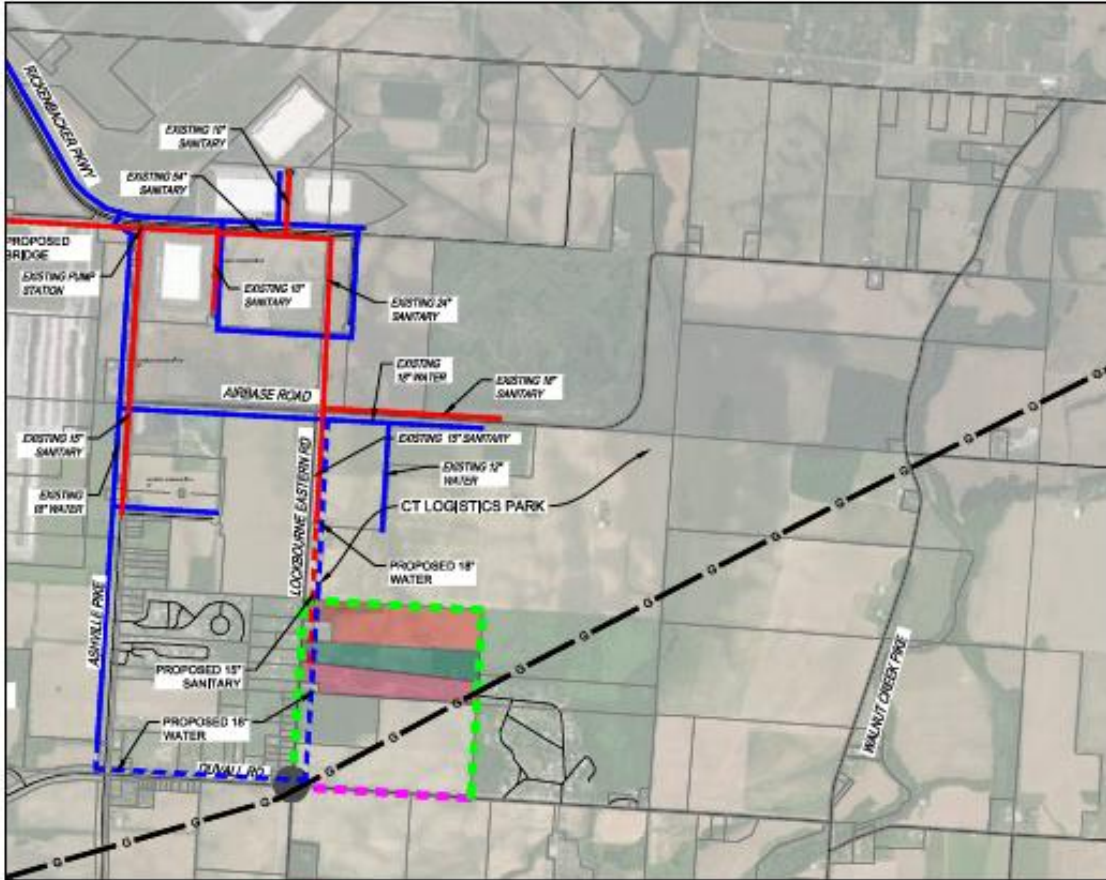 RICKENBACKER PKWY
EXISTING 10"
SANITARY
EXISTING 54"
SANITARY
PROPOSED
BRIDGE
EXISTING PUMP
STATION
EXISTING 10"
SANITARY
EXISTING 24"
SANITARY
EXISTING
12" WATER
EXISTING 18"
SANITARY
AIRBASE ROAD
EXISTING 15"
SANITARY
EXISTING 15" SANITARY
EXISTING 12"
WATER
EXISTING
18" WATER
CT LOGISTICS PARK
LOCKBOURNE EASTERN RD
PROPOSED 18"
WATER
ASHVILLE PIKE
PROPOSED 15"
SANITARY
PROPOSED 18"
WATER
DUVALL RD
WALNUT CREEK PIKE
G
G
G
G
G
G
G
G
G
G
G
G